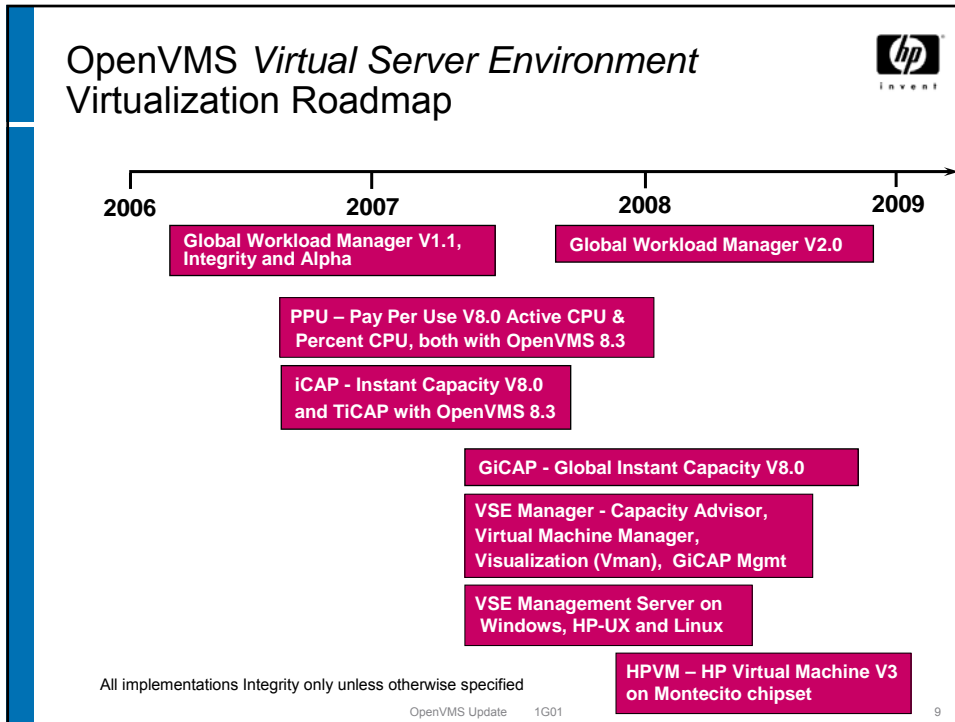 OpenVMS Virtual Server Environment
Virtualization Roadmap
hp
invent
2006
2007
2008
2009
Global Workload Manager V1.1,
Integrity and Alpha
Global Workload Manager V2.0
PPU – Pay Per Use V8.0 Active CPU &
Percent CPU, both with OpenVMS 8.3
iCAP - Instant Capacity V8.0
and TiCAP with OpenVMS 8.3
GiCAP - Global Instant Capacity V8.0
VSE Manager - Capacity Advisor,
Virtual Machine Manager,
Visualization (Vman), GiCAP Mgmt
VSE Management Server on
Windows, HP-UX and Linux
HPVM – HP Virtual Machine V3
on Montecito chipset
All implementations Integrity only unless otherwise specified
OpenVMS Update 1G01
9